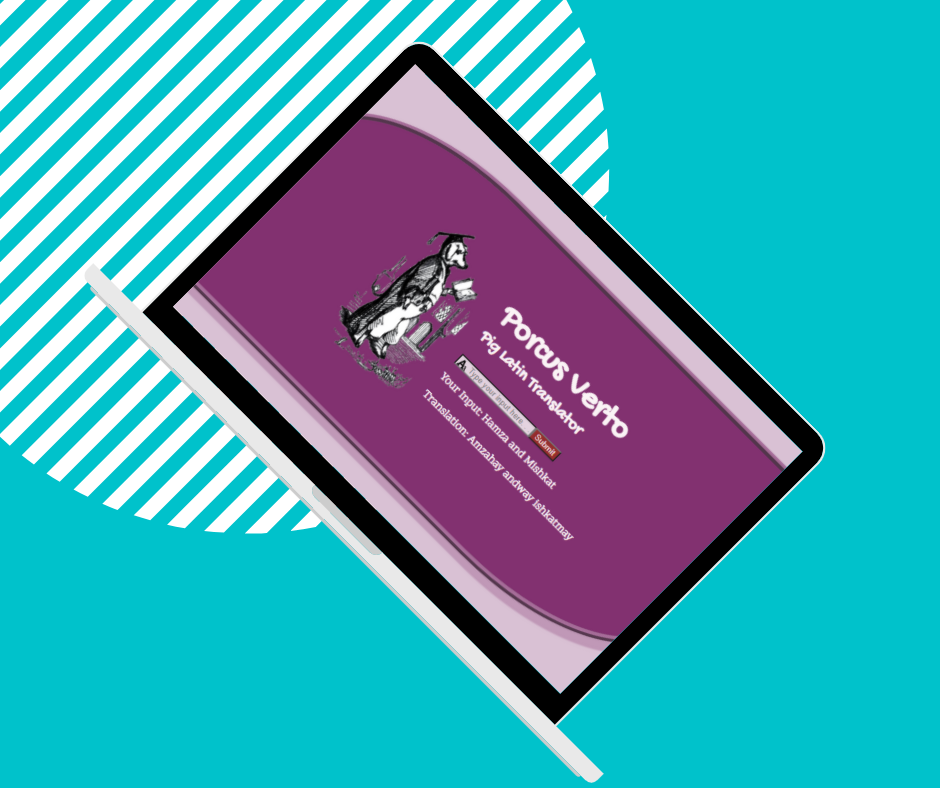 Porcus Verto
Pig Latin Translator
Type your input here...
Submit
Your Input: Hamza and Mishkat
Translation: Amzahay andway Ishkatmay